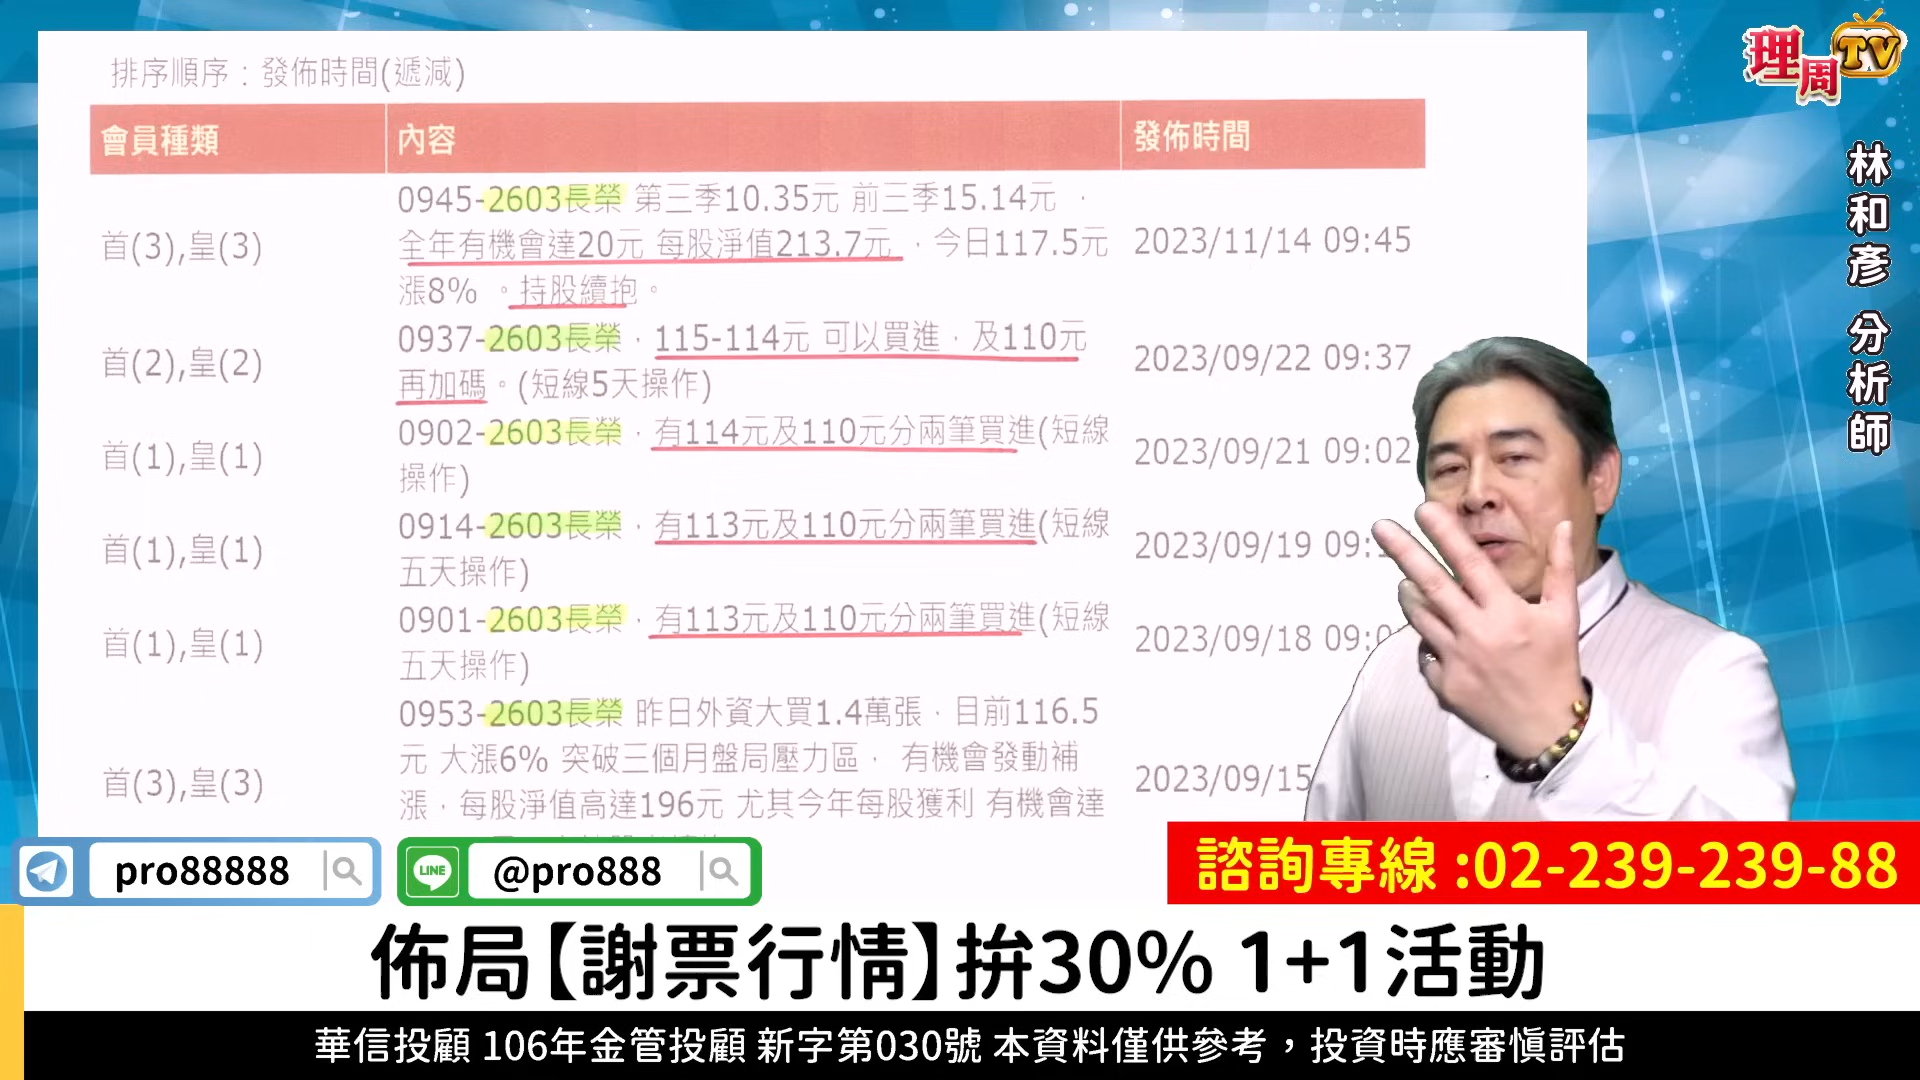 理周TV
林和彥 分析師
排序順序：發佈時間(遞減)
會員種類 內容 發佈時間
首(3),皇(3)
0945-2603長榮 第三季10.35元 前三季15.14元，
全年有機會達20元 每股淨值213.7元，今日117.5元
漲8% 。持股續抱。
2023/11/14 09:45
首(2),皇(2)
0937-2603長榮，115-114元 可以買進，及110元
再加碼。(短線5天操作)
2023/09/22 09:37
首(1),皇(1)
0902-2603長榮，有114元及110元分兩筆買進(短線
操作)
2023/09/21 09:02
首(1),皇(1)
0914-2603長榮，有113元及110元分兩筆買進(短線
五天操作)
2023/09/19 09:
首(1),皇(1)
0901-2603長榮，有113元及110元分兩筆買進(短線
五天操作)
2023/09/18 09:
首(3),皇(3)
0953-2603長榮 昨日外資大買1.4萬張，目前116.5
元 大漲6% 突破三個月盤局壓力區， 有機會發動補
漲，每股淨值高達196元 尤其今年每股獲利 有機會達
2023/09/15
pro88888
LINE
@pro888
諮詢專線:02-239-239-88
佈局【謝票行情】拚30% 1+1活動
華信投顧 106年金管投顧 新字第030號 本資料僅供參考，投資時應審慎評估